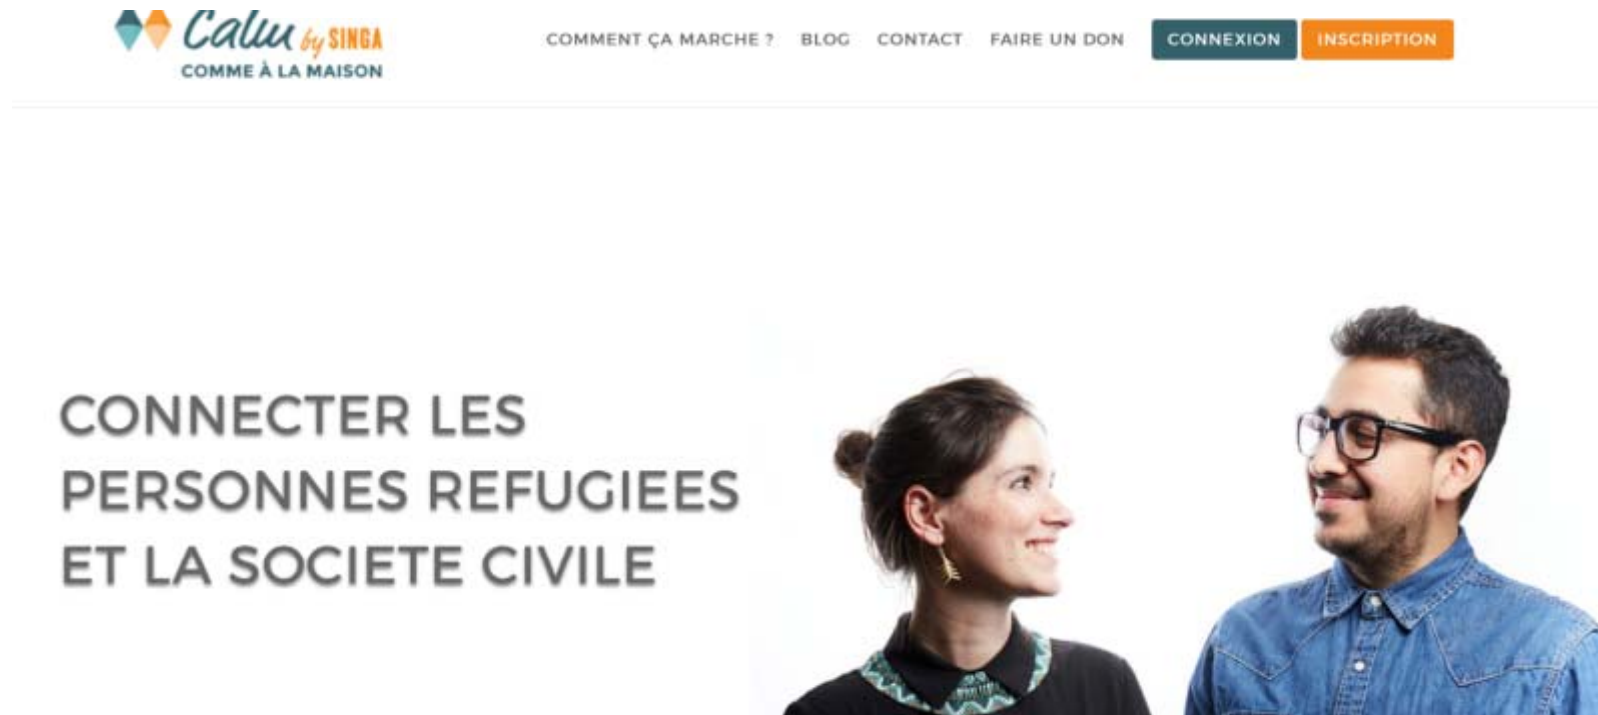 Calm by SINGA
COMME À LA MAISON
COMMENT ÇA MARCHE ? BLOG CONTACT FAIRE UN DON CONNEXION INSCRIPTION
CONNECTER LES
PERSONNES REFUGIEES
ET LA SOCIETE CIVILE